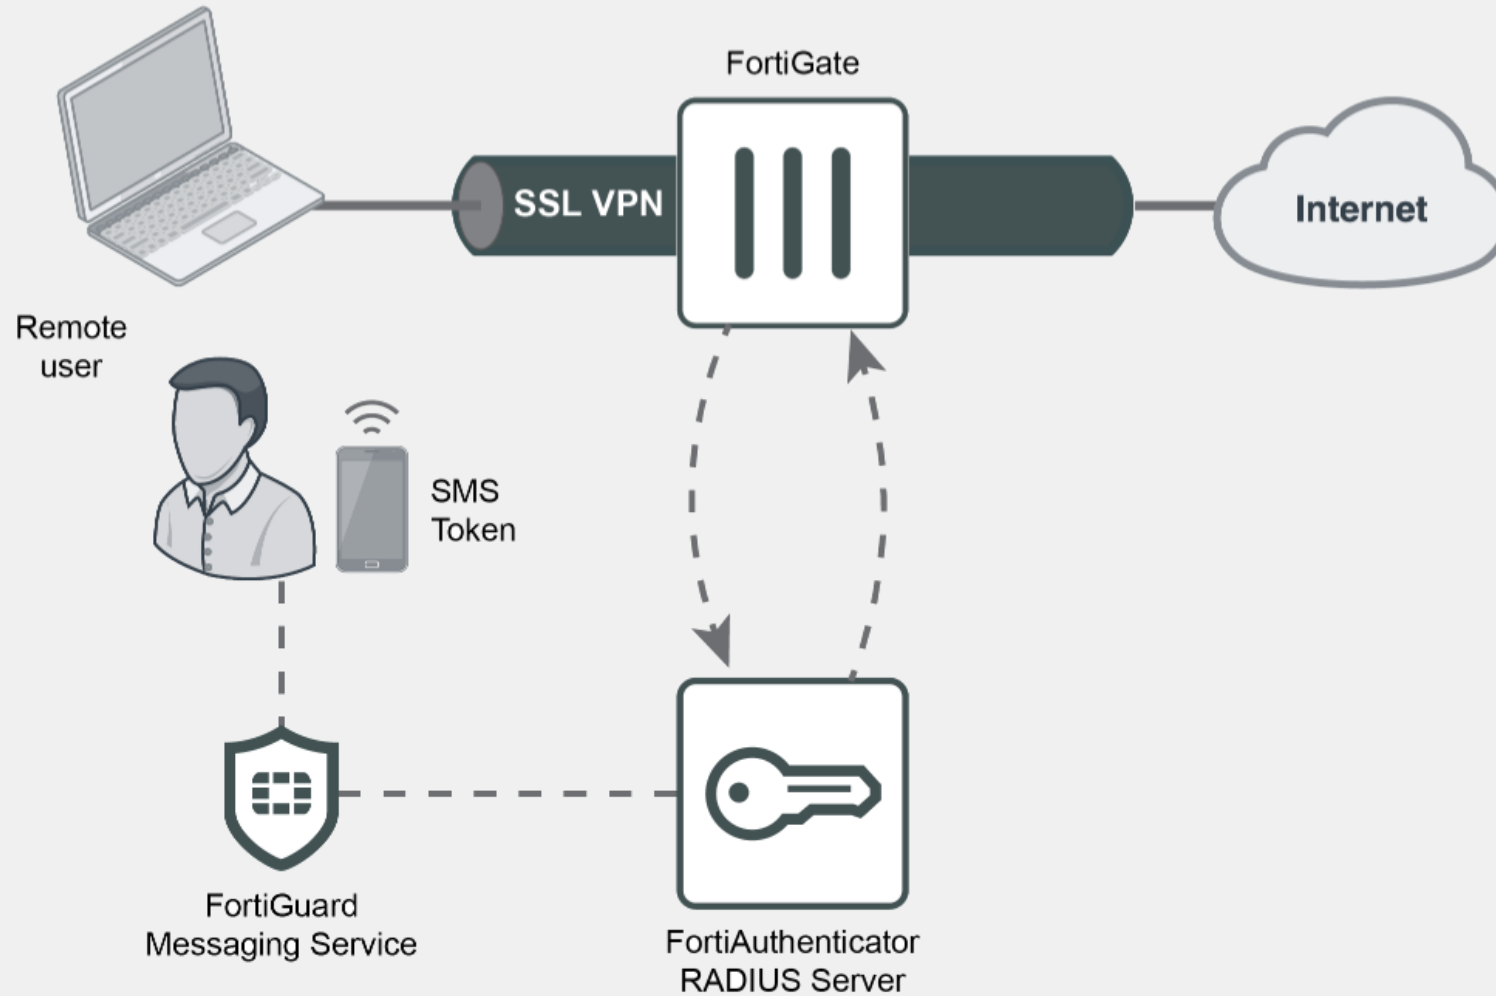 FortiGate
SSL VPN
Internet
Remote
user
SMS
Token
FortiGuard
Messaging Service
FortiAuthenticator
RADIUS Server